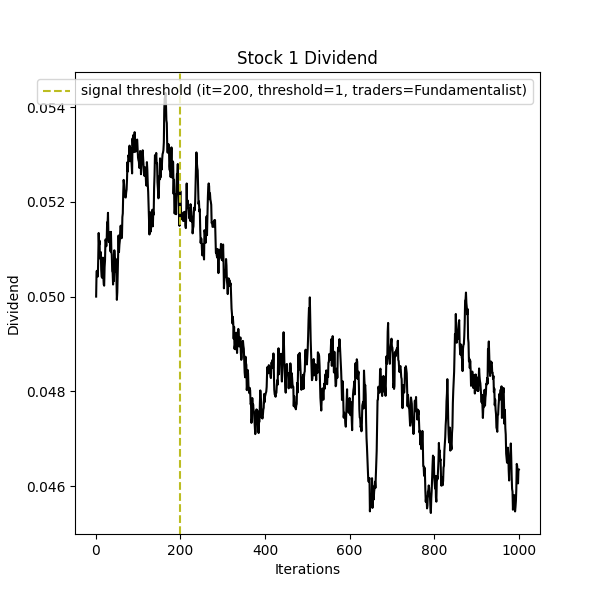 Stock 1 Dividend
signal threshold (it=200, threshold=1, traders=Fundamentalist)
0.054
0.052
0.050
0.048
0.046
Dividend
0 200 400 600 800 1000
Iterations